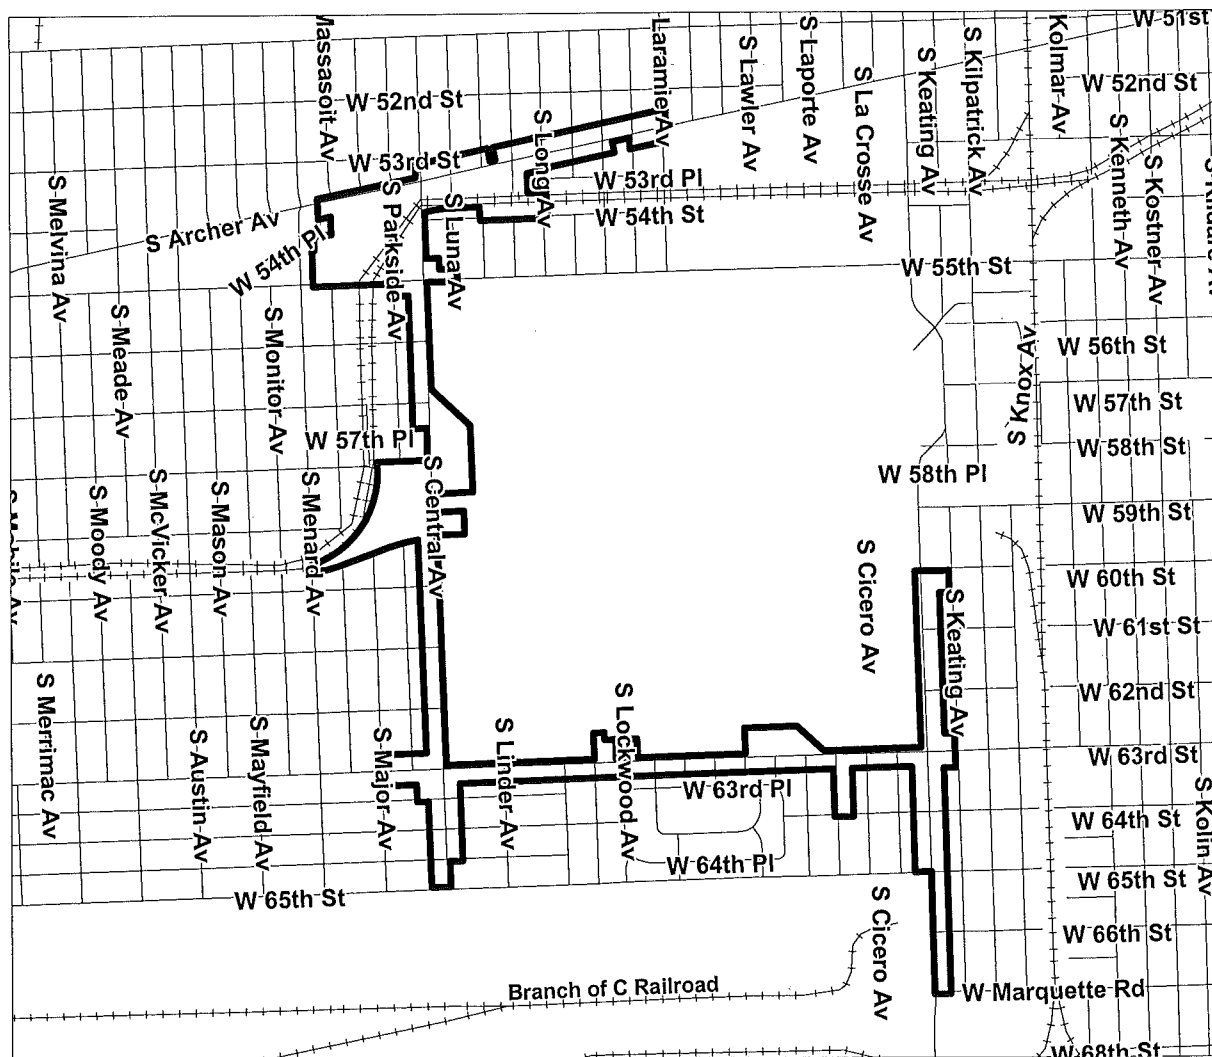 W 51st
Massasoit Av
Laramie Av
S Lawler Av
S Laporte Av
S La Crosse Av
S Keating Av
S Kilpatrick Av
Kolmar Av
W 52nd St
W 52nd St
S Long Av
S Kenneth Av
S Kostner Av
W 53rd St
W 53rd Pl
S Melvina Av
S Parkside Av
S Luna Av
W 54th St
S Archer Av
W 54th Pl
W 55th St
S Meade Av
S Monitor Av
S Knox Av
W 56th St
W 57th St
W 57th Pl
W 58th St
S Central Av
W 58th Pl
S Moody Av
S McVicker Av
S Mason Av
S Menard Av
W 59th St
S Cicero Av
W 60th St
S Keating Av
W 61st St
S Merrimac Av
S Lockwood Av
W 62nd St
S Austin Av
S Mayfield Av
S Major Av
S Linder Av
W 63rd St
W 63rd Pl
S Kolin Av
W 64th St
W 64th Pl
W 65th St
W 65th St
S Cicero Av
W 66th St
Branch of C Railroad
W Marquette Rd
W 68th St